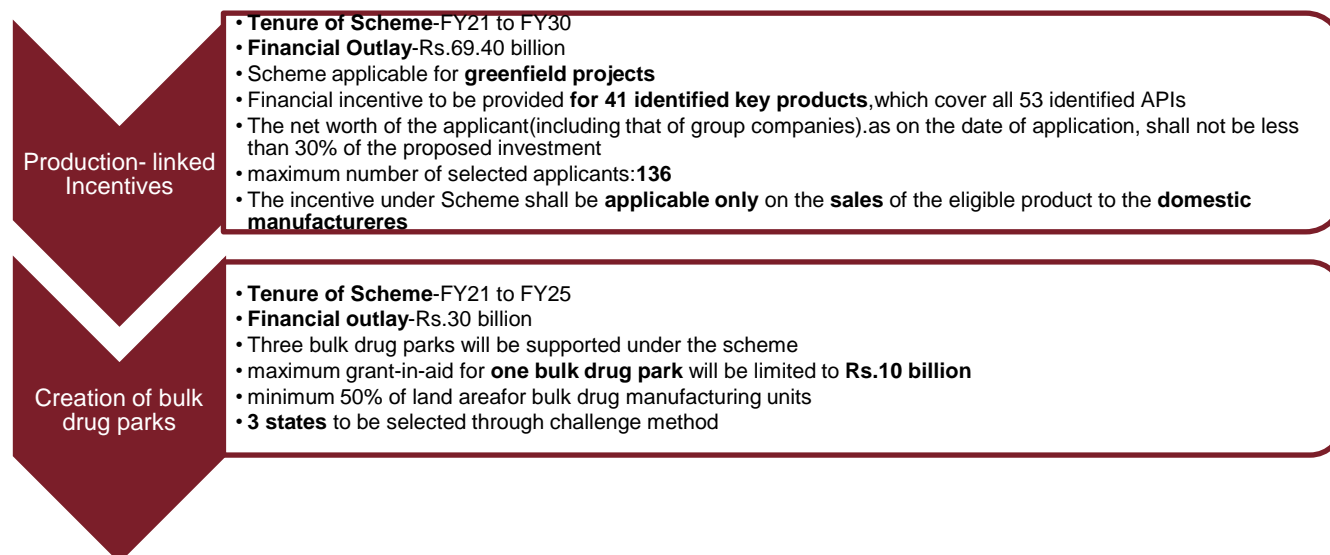 Production- linked
Incentives
• Tenure of Scheme-FY21 to FY30
• Financial Outlay-Rs.69.40 billion
• Scheme applicable for greenfield projects
• Financial incentive to be provided for 41 identified key products,which cover all 53 identified APIs
• The net worth of the applicant(including that of group companies).as on the date of application, shall not be less
than 30% of the proposed investment
• maximum number of selected applicants:136
• The incentive under Scheme shall be applicable only on the sales of the eligible product to the domestic
manufactureres
Creation of bulk
drug parks
• Tenure of Scheme-FY21 to FY25
• Financial outlay-Rs.30 billion
• Three bulk drug parks will be supported under the scheme
• maximum grant-in-aid for one bulk drug park will be limited to Rs.10 billion
• minimum 50% of land areafor bulk drug manufacturing units
• 3 states to be selected through challenge method